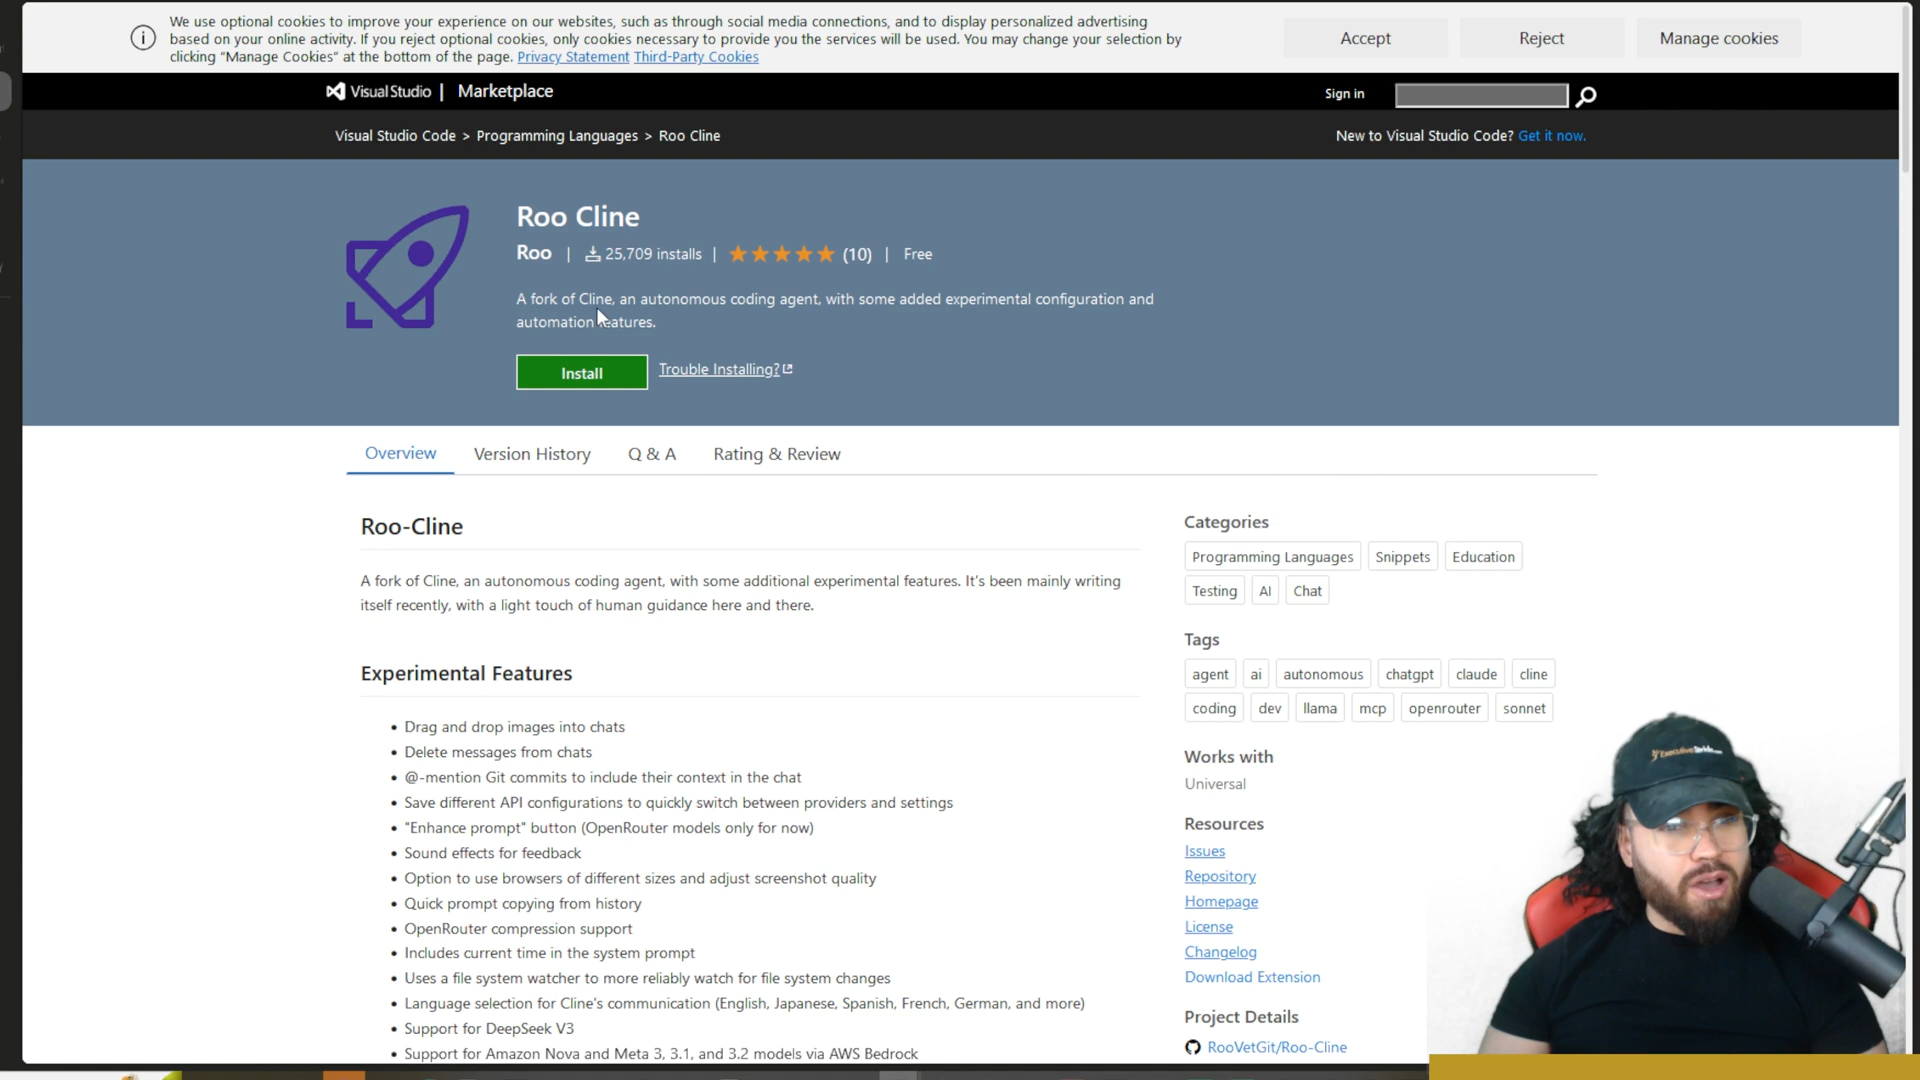 We use optional cookies to improve your experience on our websites, such as through social media connections, and to display personalized advertising
based on your online activity. If you reject optional cookies, only cookies necessary to provide you the services will be used. You may change your selection by
clicking "Manage Cookies" at the bottom of the page. Privacy Statement Third-Party Cookies
Accept
Reject
Manage cookies
Visual Studio | Marketplace
Sign in
Visual Studio Code > Programming Languages > Roo Cline
New to Visual Studio Code? Get it now.
Roo Cline
Roo | 25,709 installs | (10) | Free
A fork of Cline, an autonomous coding agent, with some added experimental configuration and
automation features.
Install
Trouble Installing?
Overview
Version History
Q & A
Rating & Review
Roo-Cline
A fork of Cline, an autonomous coding agent, with some additional experimental features. It's been mainly writing
itself recently, with a light touch of human guidance here and there.
Experimental Features
• Drag and drop images into chats
• Delete messages from chats
• @-mention Git commits to include their context in the chat
• Save different API configurations to quickly switch between providers and settings
• "Enhance prompt" button (OpenRouter models only for now)
• Sound effects for feedback
• Option to use browsers of different sizes and adjust screenshot quality
• Quick prompt copying from history
• OpenRouter compression support
• Includes current time in the system prompt
• Uses a file system watcher to more reliably watch for file system changes
• Language selection for Cline's communication (English, Japanese, Spanish, French, German, and more)
• Support for DeepSeek V3
• Support for Amazon Nova and Meta 3, 3.1, and 3.2 models via AWS Bedrock
Categories
Programming Languages Snippets Education
Testing AI Chat
Tags
agent ai autonomous chatgpt claude cline
coding dev llama mcp openrouter sonnet
Works with
Universal
Resources
Issues
Repository
Homepage
License
Changelog
Download Extension
Project Details
RooVetGit/Roo-Cline